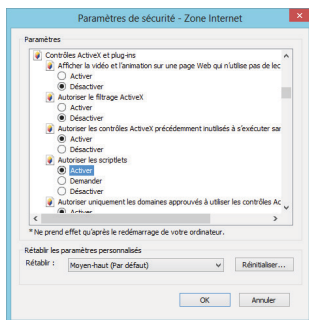 Paramètres de sécurité - Zone Internet
Paramètres
Contrôles ActiveX et plug-ins
Afficher la vidéo et l'animation sur une page Web qui n'utilise pas de lec
Activer
Désactiver
Autoriser le filtrage ActiveX
Activer
Désactiver
Autoriser les contrôles ActiveX précédemment inutilisés à s'exécuter sar
Activer
Désactiver
Autoriser les scriptlets
Activer
Demander
Désactiver
Autoriser uniquement les domaines approuvés à utiliser les contrôles Ac
Activer
* Ne prend effet qu'après le redémarrage de votre ordinateur.
Rétablir les paramètres personnalisés
Rétablir :
Moyen-haut (Par défaut)
Réinitialiser...
OK
Annuler